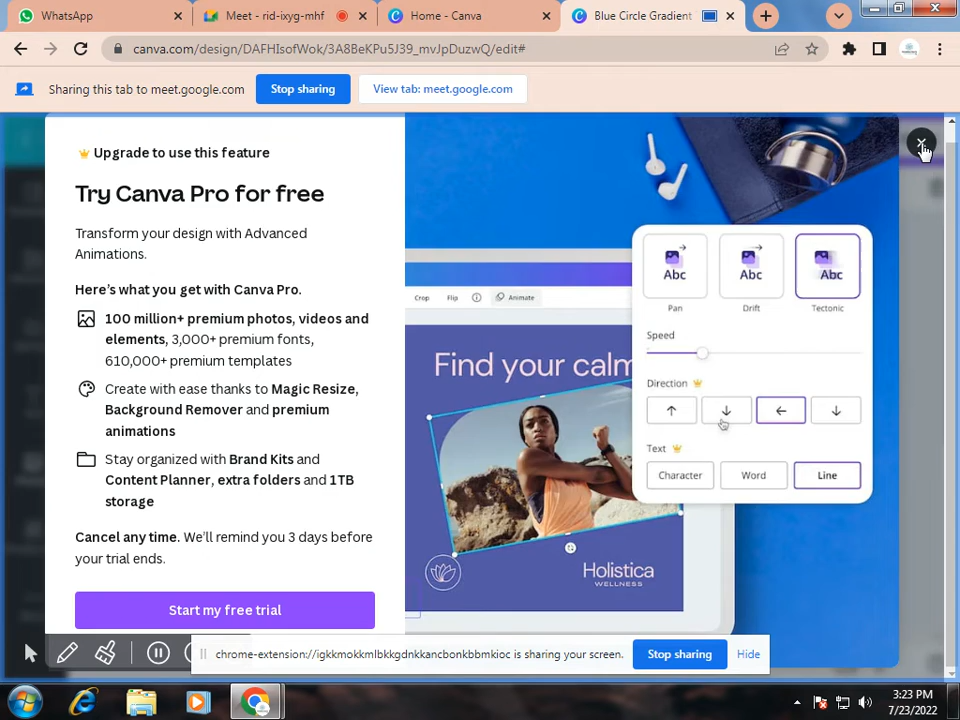 WhatsApp
Meet - rid-ixyg-mhf
Home - Canva
Blue Circle Gradient
canva.com/design/DAFHIsofWok/3A8BeKPu5J39_mvJpDuzwQ/edit#
Sharing this tab to meet.google.com
Stop sharing
View tab: meet.google.com
Upgrade to use this feature
Try Canva Pro for free
Transform your design with Advanced
Animations.
Here's what you get with Canva Pro.
100 million+ premium photos, videos and
elements, 3,000+ premium fonts,
610,000+ premium templates
Create with ease thanks to Magic Resize,
Background Remover and premium
animations
Stay organized with Brand Kits and
Content Planner, extra folders and 1TB
storage
Cancel any time. We'll remind you 3 days before
your trial ends.
Start my free trial
Crop Flip Animate
Find your calm
Holistica
WELLNESS
Abc Abc Abc
Pan Drift Tectonic
Speed
Direction
Text
Character Word Line
chrome-extension://igkkmokkmlbkkgdnkkancbonkbbmkioc is sharing your screen.
Stop sharing
Hide
3:23 PM
7/23/2022